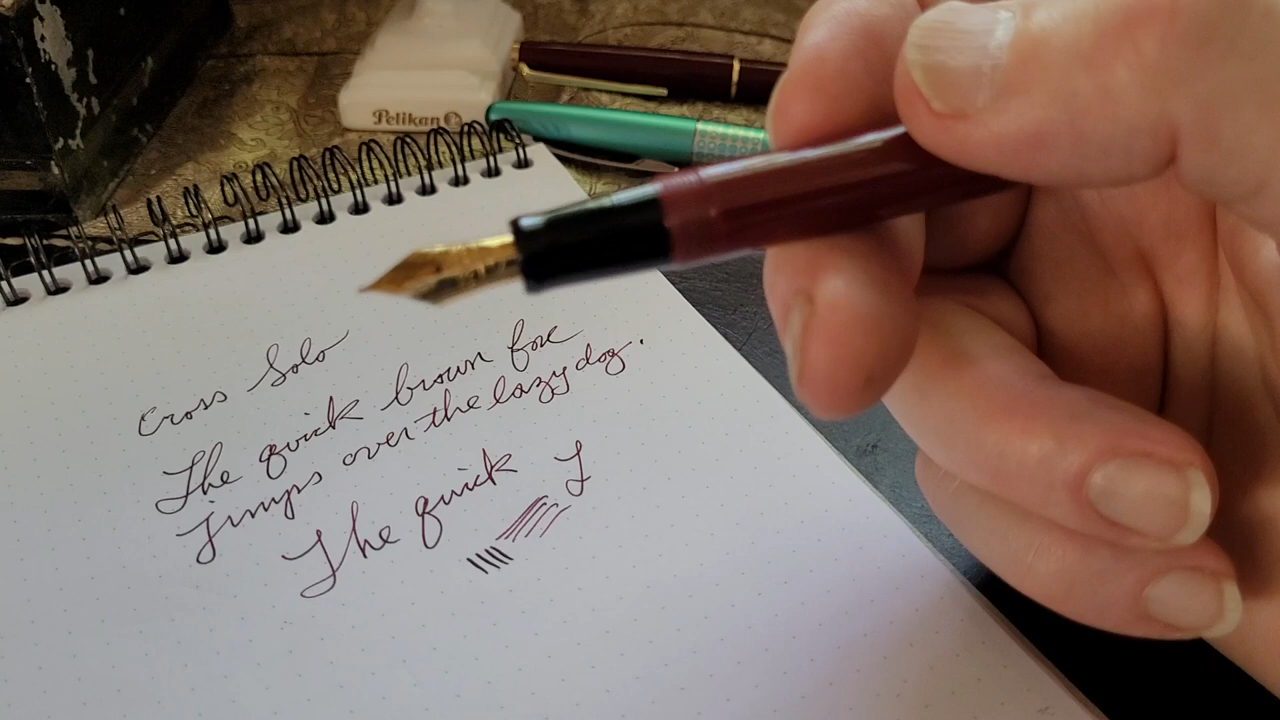 Pelikan
Cross Solo
The quick brown fox
jumps over the lazy dog.
The quick T